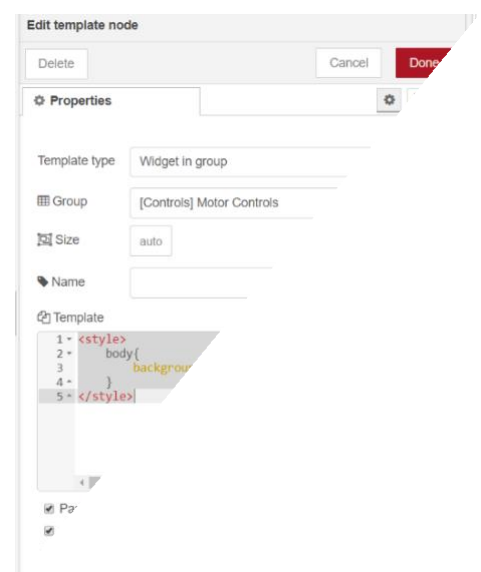 Edit template node
Delete Cancel Done
Properties
Template type Widget in group
Group [Controls] Motor Controls
Size auto
Name
Template
1 <style>
2 body{
3
4 }
5 </style>